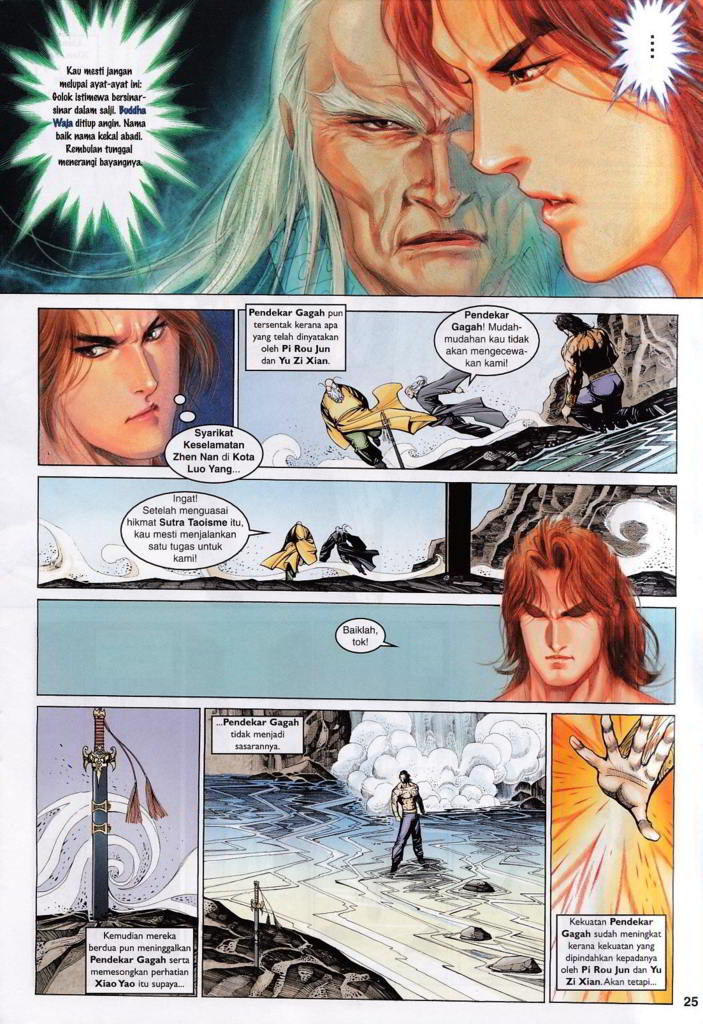 Kau mesti jangan
melupai ayat-ayat ini:
Golok istimewa bersinar-
sinar dalam salji. Buddha
Waja ditiup angin. Nama
baik nama kekal abadi.
Rembulan tunggal
menerangi bayangnya.
....
Pendekar Gagah pun
tersentak kerana apa
yang telah dinyatakan
oleh Pi Rou Jun
dan Yu Zi Xian.
Pendekar
Gagah! Mudah-
mudahan kau tidak
akan mengecewa-
kan kami!
Syarikat
Keselamatan
Zhen Nan di Kota
Luo Yang...
Ingat!
Setelah menguasai
hikmat Sutra Taoisme itu,
kau mesti menjalankan
satu tugas untuk
kami!
Baiklah,
tok!
Kemudian mereka
berdua pun meninggalkan
Pendekar Gagah serta
memesongkan perhatian
Xiao Yao itu supaya...
...Pendekar Gagah
tidak menjadi
sasarannya.
Kekuatan Pendekar
Gagah sudah meningkat
kerana kekuatan yang
dipindahkan kepadanya
oleh Pi Rou Jun dan Yu
Zi Xian. Akan tetapi...
25